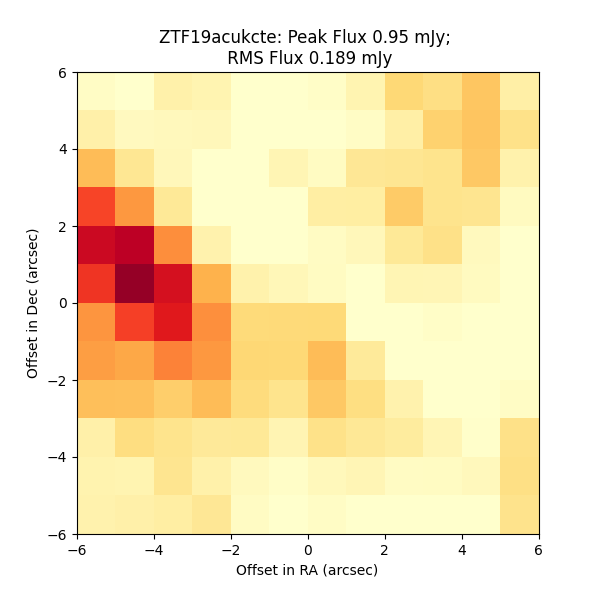 ZTF19acukcte: Peak Flux 0.95 mJy;
RMS Flux 0.189 mJy
6
4
2
0
−2
−4
−6
Offset in Dec (arcsec)
−6 −4 −2 0 2 4 6
Offset in RA (arcsec)